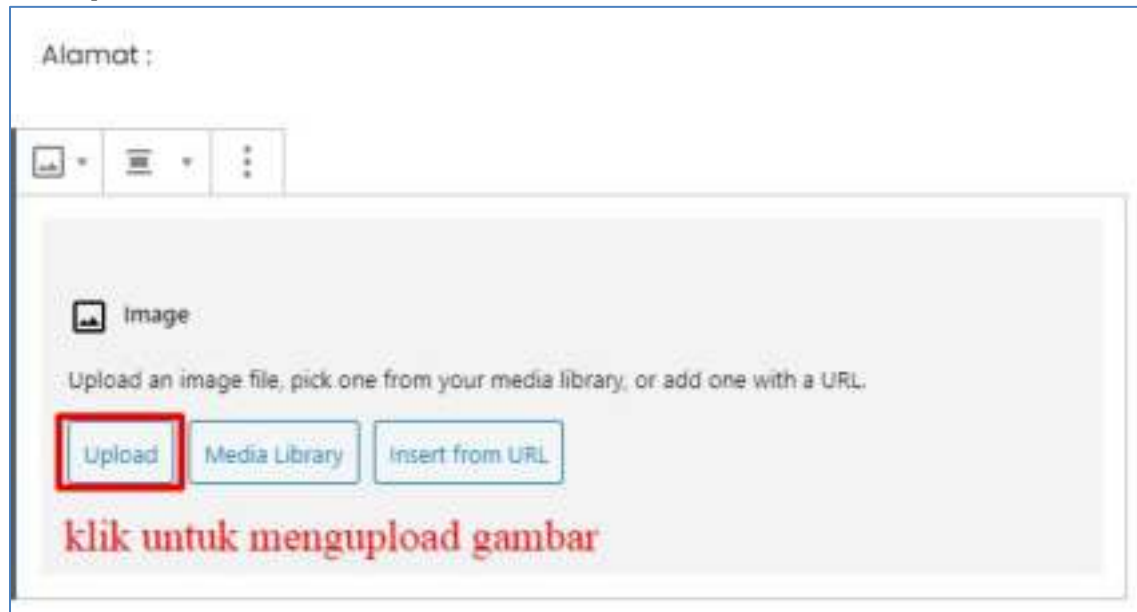 Alamat :
Image
Upload an image file, pick one from your media library, or add one with a URL.
Upload Media Library Insert from URL
klik untuk mengupload gambar